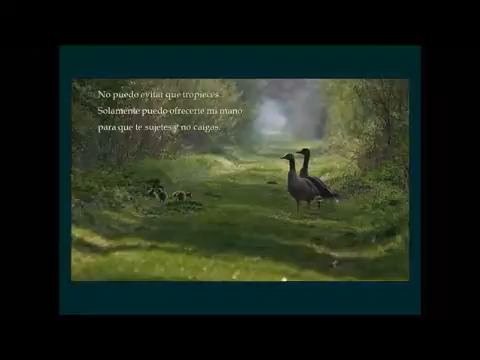 No puedo evitar que tropieces.
Solamente puedo ofrecerte mi mano
para que te sujetes y no caigas.